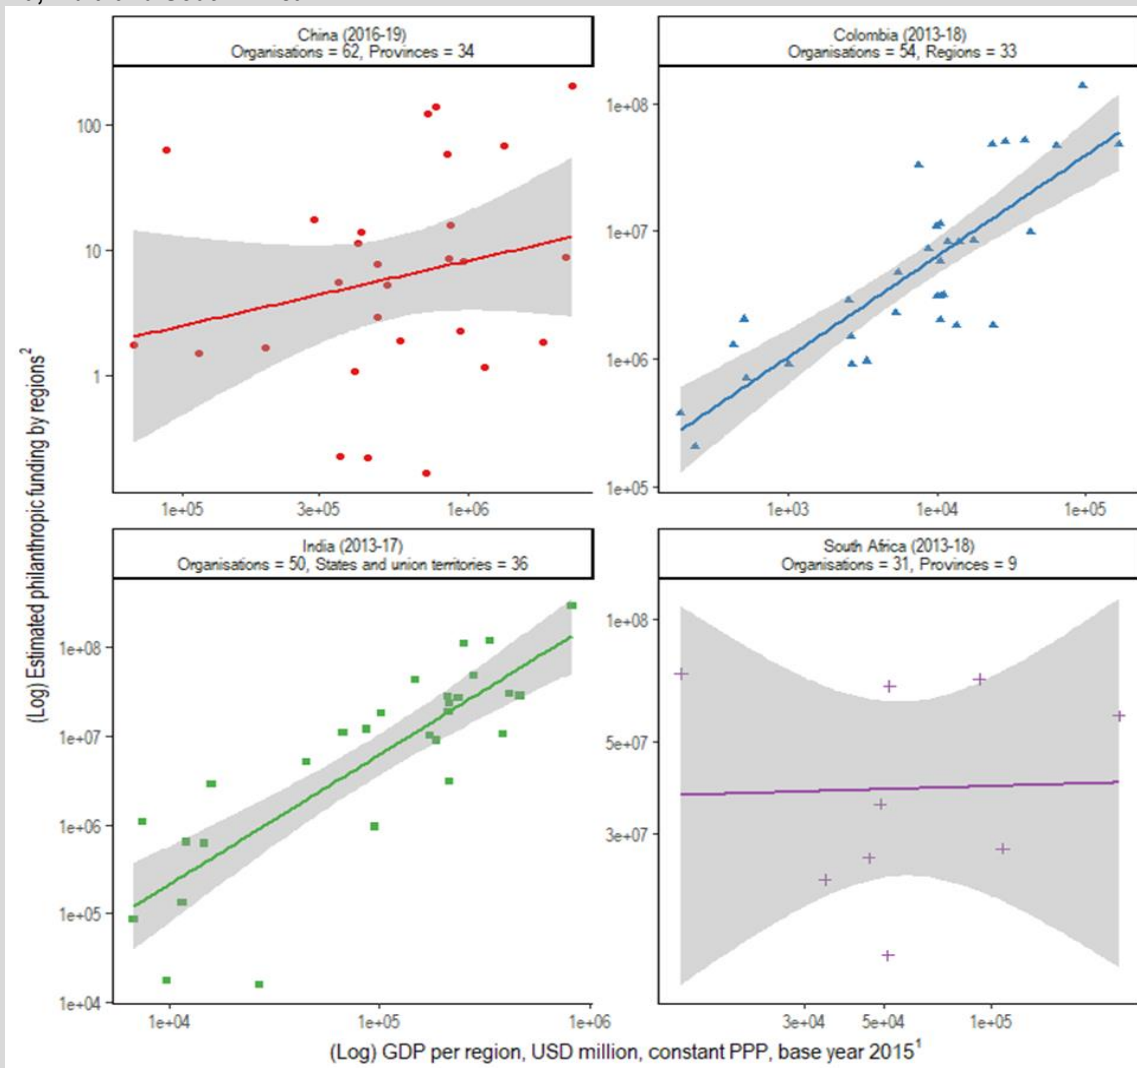 China (2016-19)
Organisations = 62, Provinces = 34
Colombia (2013-18)
Organisations = 54, Regions = 33
100
10
1
1e+05
3e+05
1e+06
1e+08
1e+07
1e+06
1e+05
1e+03
1e+04
1e+05
(Log) Estimated philanthropic funding by regions²
India (2013-17)
Organisations = 50, States and union territories = 36
South Africa (2013-18)
Organisations = 31, Provinces = 9
1e+08
1e+07
1e+06
1e+05
1e+04
1e+04
1e+05
1e+06
1e+08
5e+07
3e+07
3e+04
5e+04
1e+05
(Log) GDP per region, USD million, constant PPP, base year 2015¹